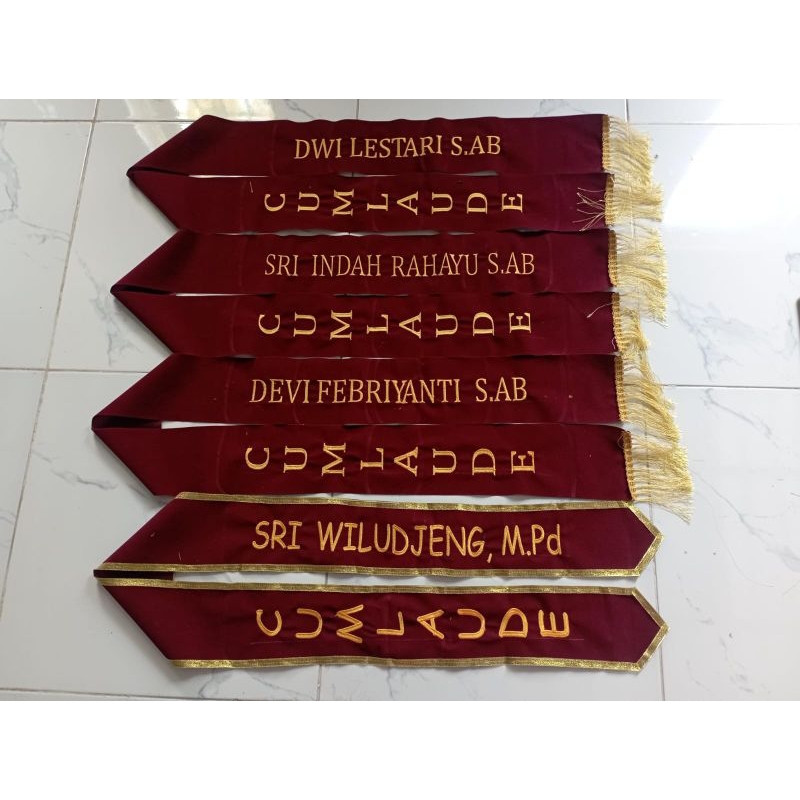 DWI LESTARI S.AB
CUMLAUDE
SRI INDAH RAHAYU S.AB
CUMLAUDE
DEVI FEBRIYANTI S.AB
CUMLAUDE
SRI WILUDJENG, M.Pd
CUMLAUDE